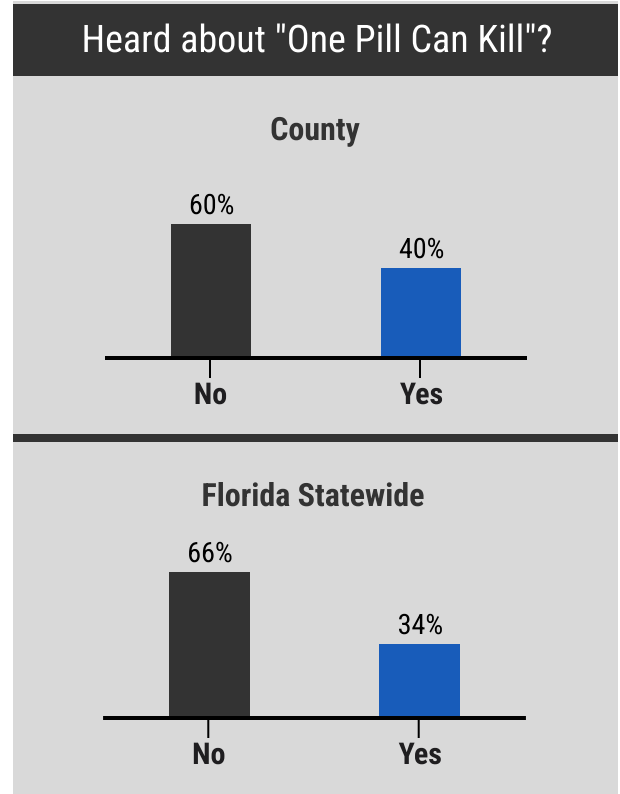 Heard about "One Pill Can Kill"?
County
60%
40%
No
Yes
Florida Statewide
66%
34%
No
Yes